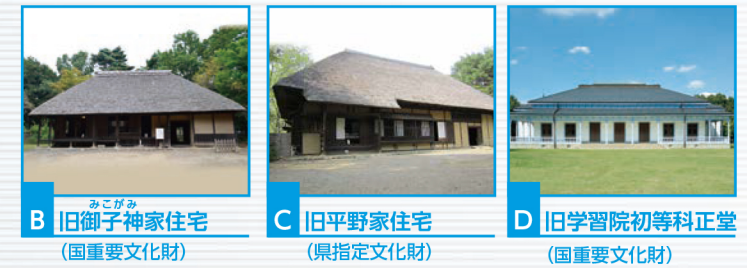 みこがみ
B 旧御子神家住宅
(国重要文化財)
C 旧平野家住宅
(県指定文化財)
D 旧学習院初等科正堂
(国重要文化財)